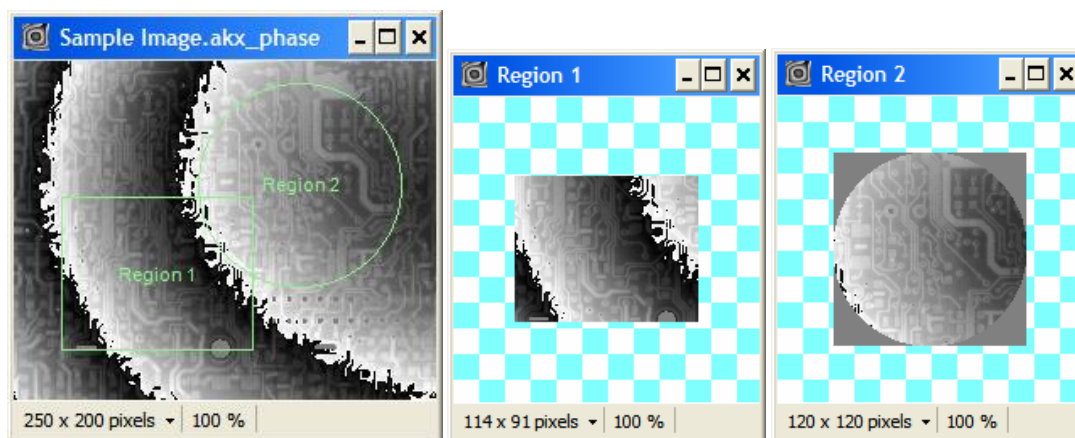 Sample Image.akx_phase
Region 2
Region 1
250 x 200 pixels
100 %
Region 1
114 x 91 pixels
100 %
Region 2
120 x 120 pixels
100 %